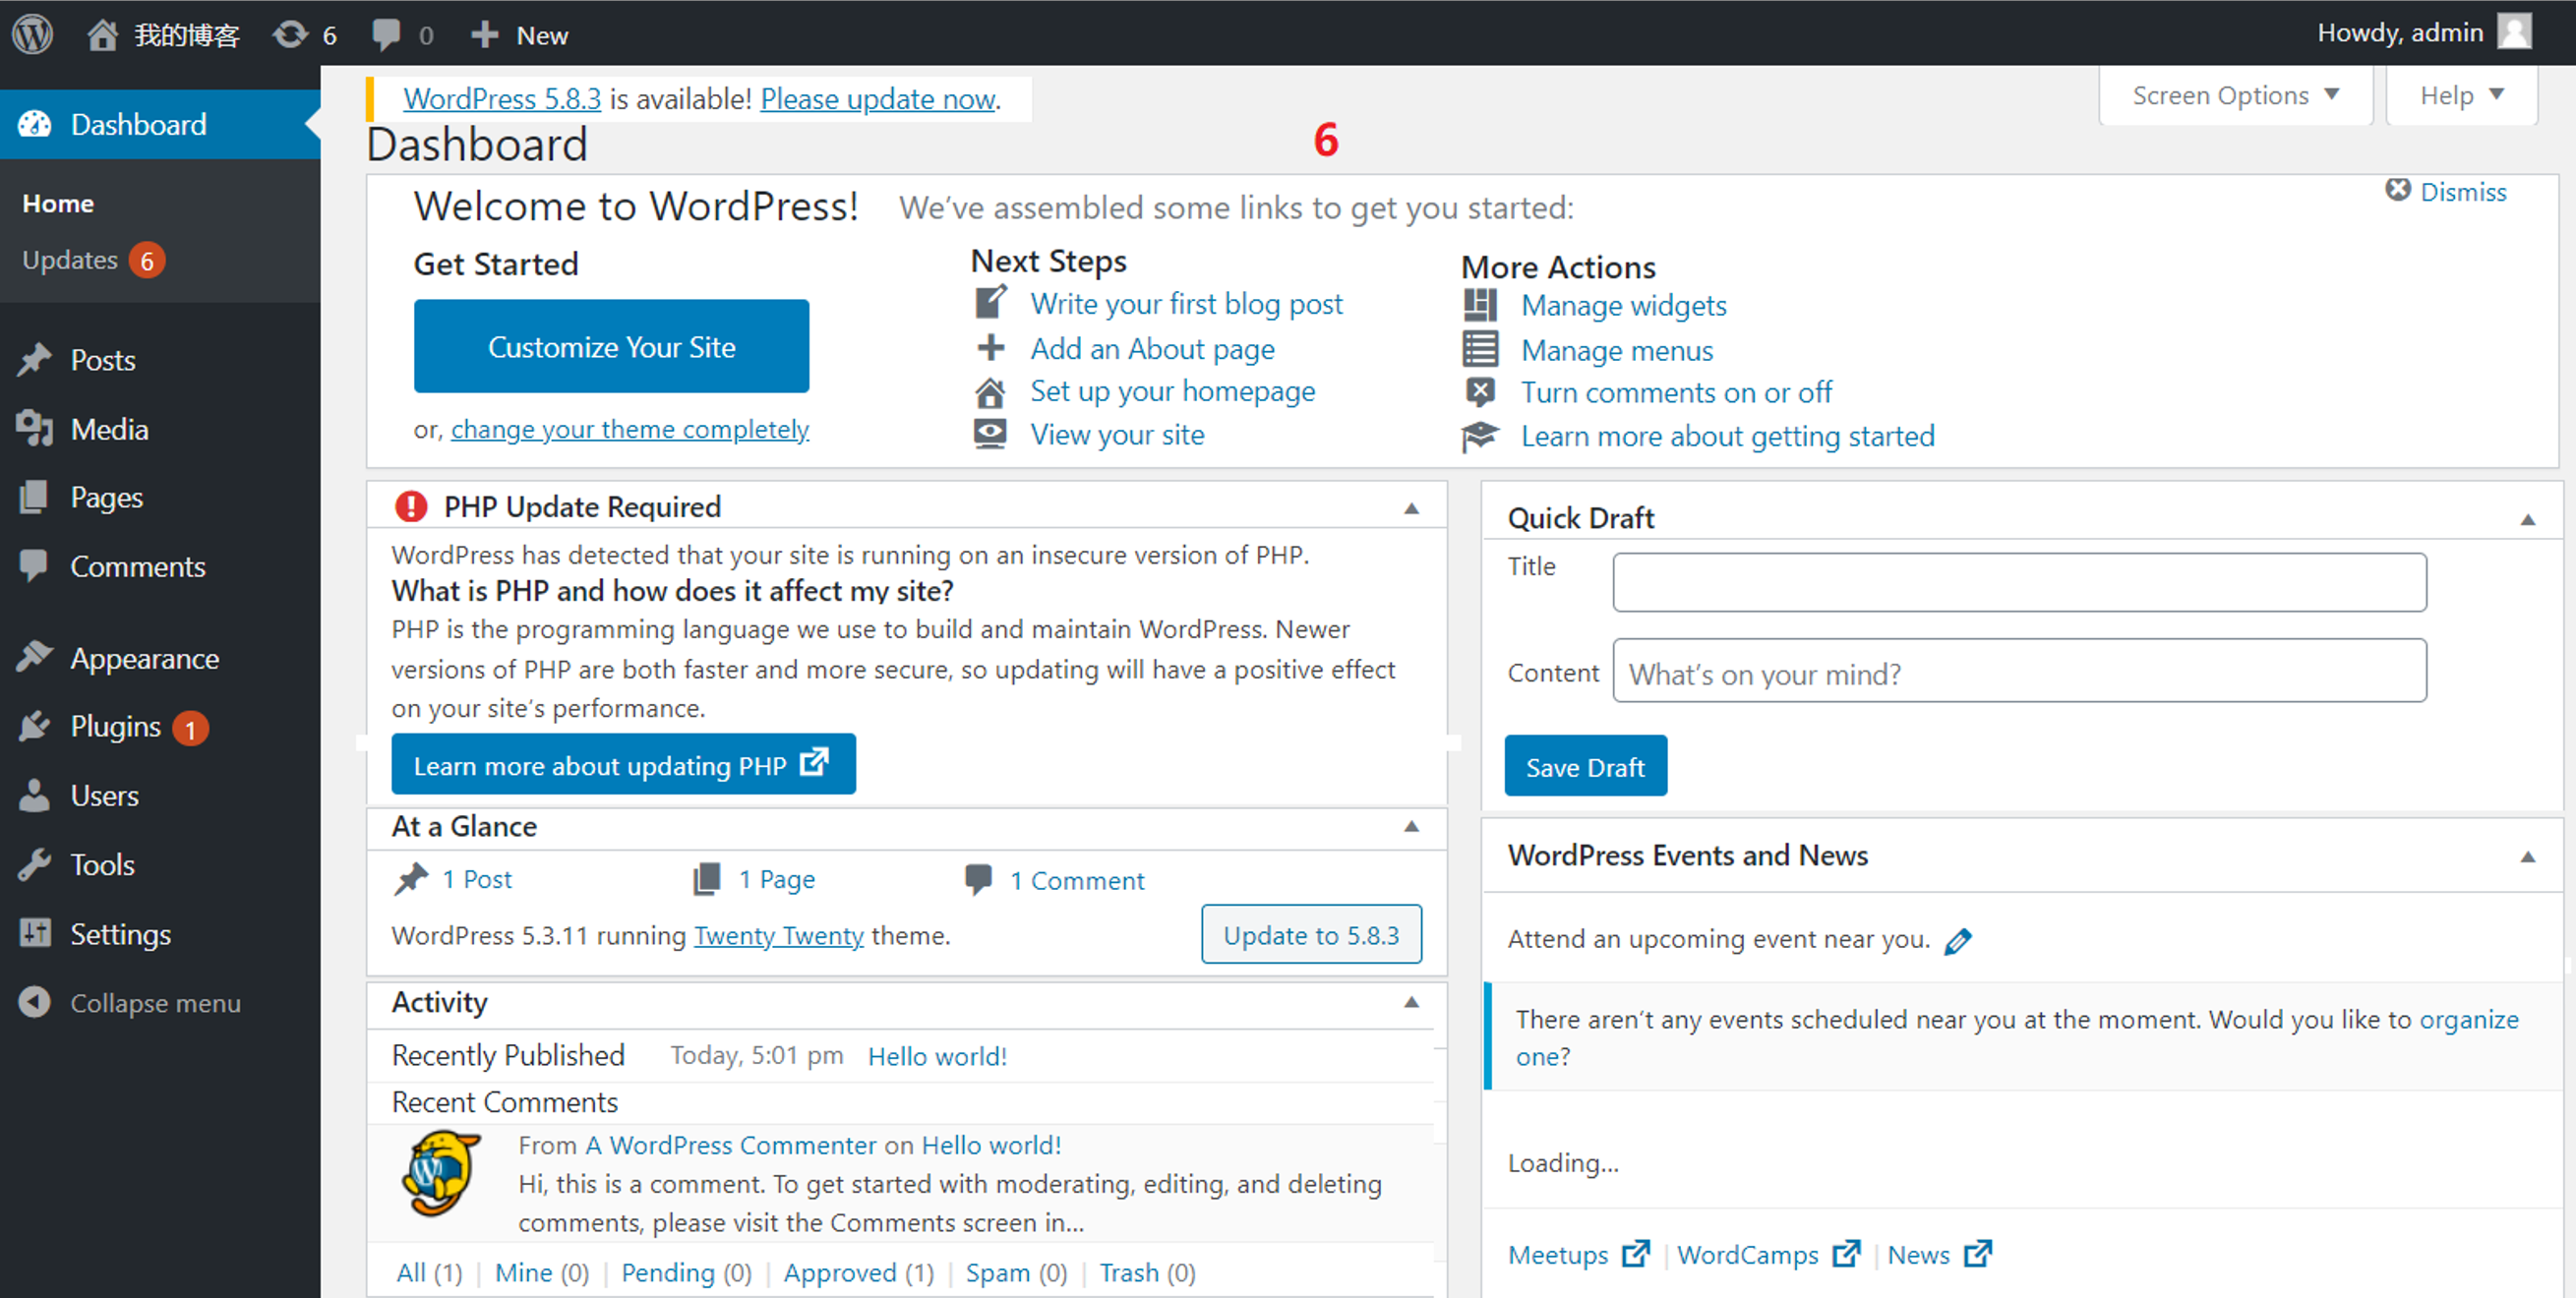 我的博客 6 0 New Howdy, admin
WordPress 5.8.3 is available! Please update now.
Screen Options Help
Dashboard
6
Dashboard
Home
Updates 6
Posts
Media
Pages
Comments
Appearance
Plugins 1
Users
Tools
Settings
Collapse menu
Welcome to WordPress! We’ve assembled some links to get you started:
Dismiss
Get Started
Customize Your Site
or, change your theme completely
Next Steps
Write your first blog post
Add an About page
Set up your homepage
View your site
More Actions
Manage widgets
Manage menus
Turn comments on or off
Learn more about getting started
PHP Update Required
WordPress has detected that your site is running on an insecure version of PHP.
What is PHP and how does it affect my site?
PHP is the programming language we use to build and maintain WordPress. Newer
versions of PHP are both faster and more secure, so updating will have a positive effect
on your site’s performance.
Learn more about updating PHP
At a Glance
1 Post 1 Page 1 Comment
WordPress 5.3.11 running Twenty Twenty theme.
Update to 5.8.3
Activity
Recently Published Today, 5:01 pm Hello world!
Recent Comments
From A WordPress Commenter on Hello world!
Hi, this is a comment. To get started with moderating, editing, and deleting
comments, please visit the Comments screen in...
All (1) | Mine (0) | Pending (0) | Approved (1) | Spam (0) | Trash (0)
Quick Draft
Title
Content What’s on your mind?
Save Draft
WordPress Events and News
Attend an upcoming event near you.
There aren’t any events scheduled near you at the moment. Would you like to organize
one?
Loading...
Meetups | WordCamps | News